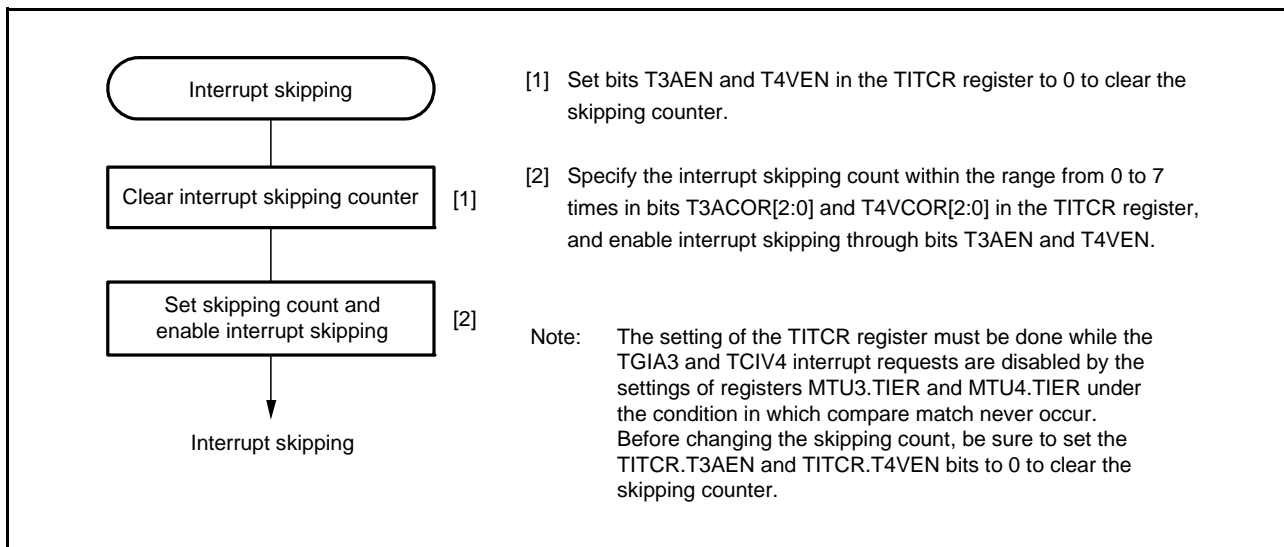 Interrupt skipping
Clear interrupt skipping counter [1]
Set skipping count and
enable interrupt skipping [2]
Interrupt skipping
[1] Set bits T3AEN and T4VEN in the TITCR register to 0 to clear the
skipping counter.
[2] Specify the interrupt skipping count within the range from 0 to 7
times in bits T3ACOR[2:0] and T4VCOR[2:0] in the TITCR register,
and enable interrupt skipping through bits T3AEN and T4VEN.
Note: The setting of the TITCR register must be done while the
TGIA3 and TCIV4 interrupt requests are disabled by the
settings of registers MTU3.TIER and MTU4.TIER under
the condition in which compare match never occur.
Before changing the skipping count, be sure to set the
TITCR.T3AEN and TITCR.T4VEN bits to 0 to clear the
skipping counter.